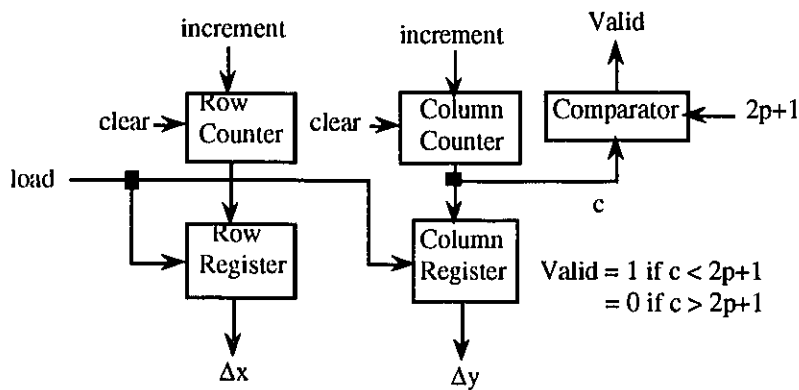 increment
increment
Valid
Row
Counter
clear
Column
Counter
clear
Comparator
2p+1
load
c
Row
Register
Column
Register
Valid = 1 if c < 2p+1
= 0 if c > 2p+1
Δx
Δy